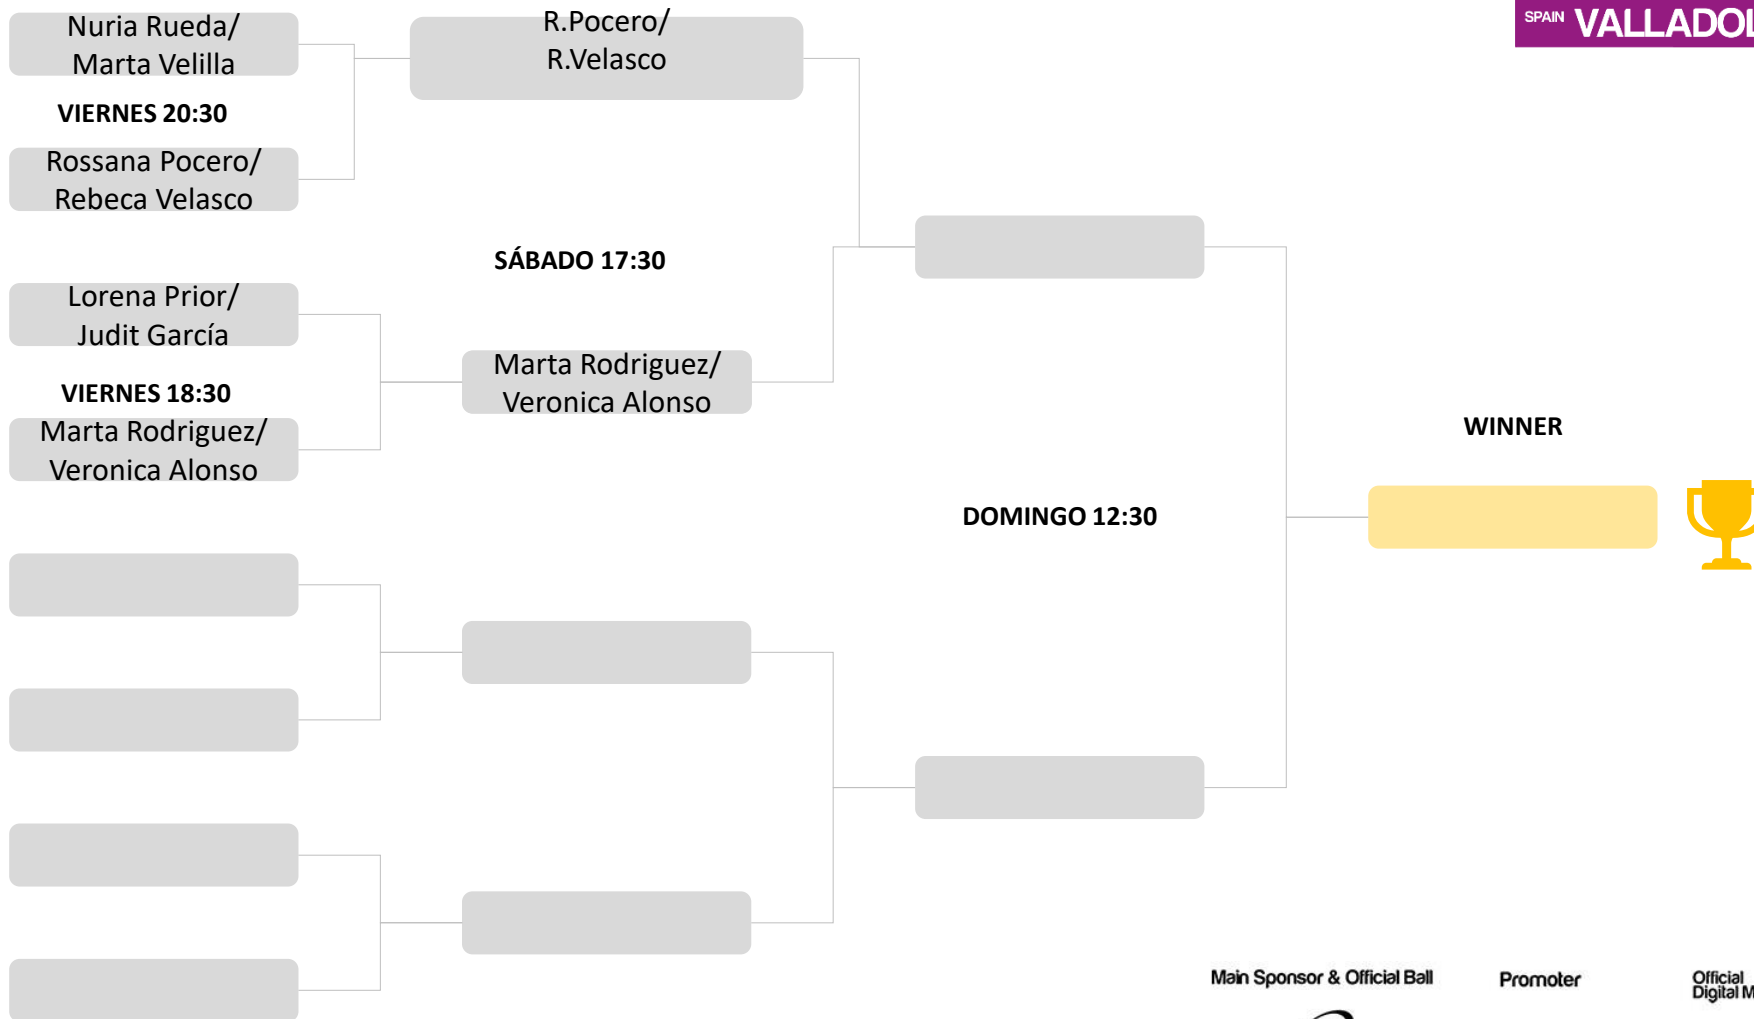 Nuria Rueda/
Marta Velilla
VIERNES 20:30
Rossana Pocero/
Rebeca Velasco
R.Pocero/
R.Velasco
SPAIN
SÁBADO 17:30
Lorena Prior/
Judit García
VIERNES 18:30
Marta Rodriguez/
Veronica Alonso
Marta Rodriguez/
Veronica Alonso
DOMINGO 12:30
WINNER
Main Sponsor & Official Ball
Promoter
Official
Digital